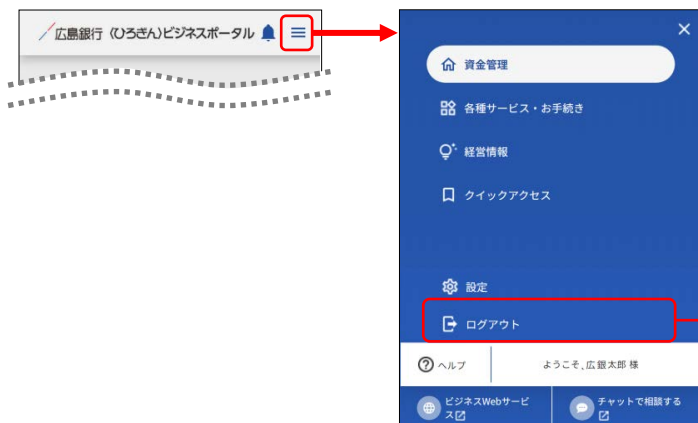 広島銀行 〈ひろぎん〉ビジネスポータル
資金管理
各種サービス・お手続き
経営情報
クイックアクセス
設定
ログアウト
ヘルプ
ようこそ、広銀太郎 様
ビジネスWebサービ
ス
チャットで相談する